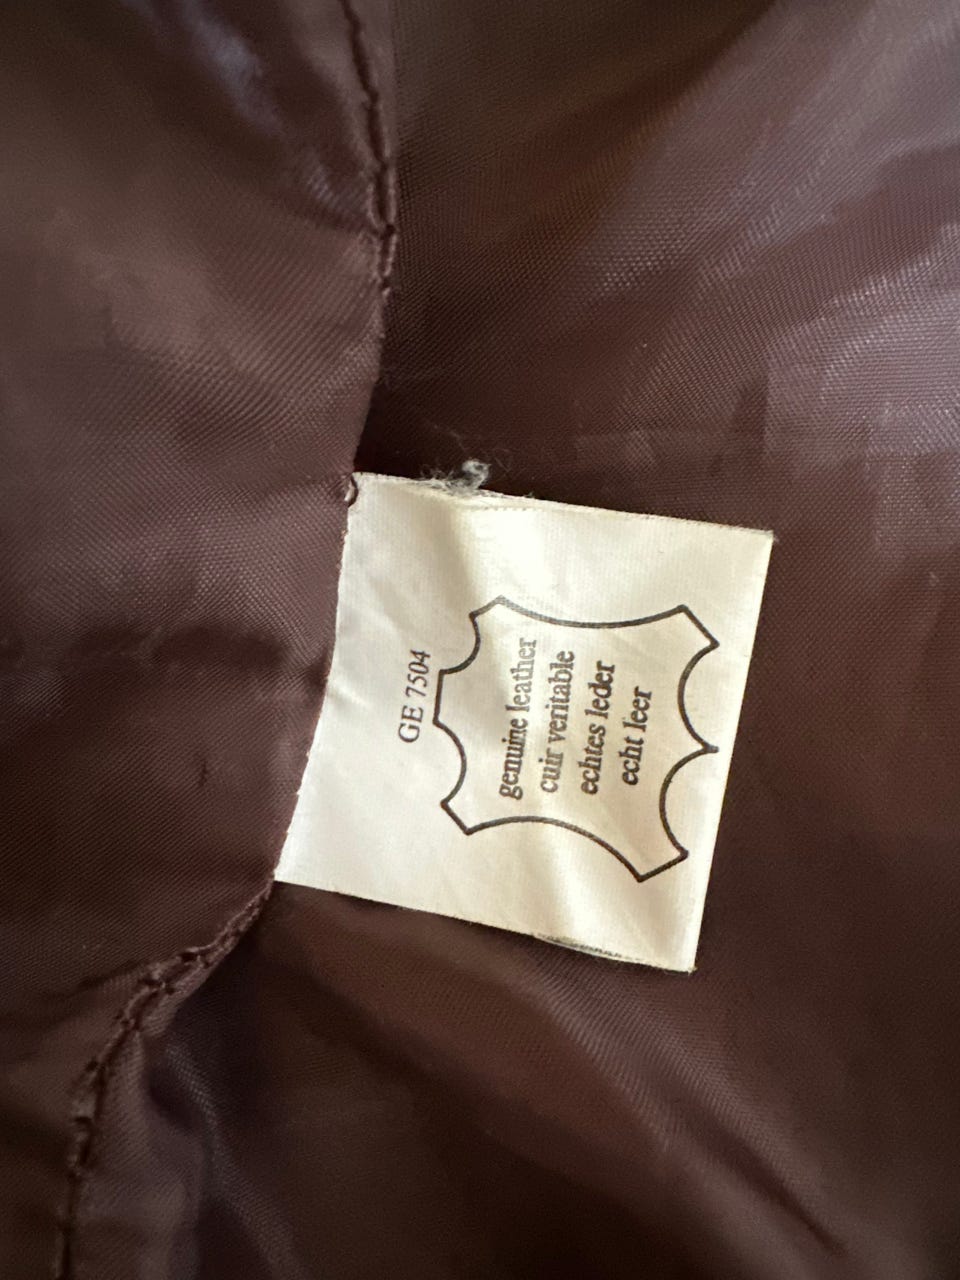 GE 7504
genuine leather
cuir veritable
echtes leder
echt leer